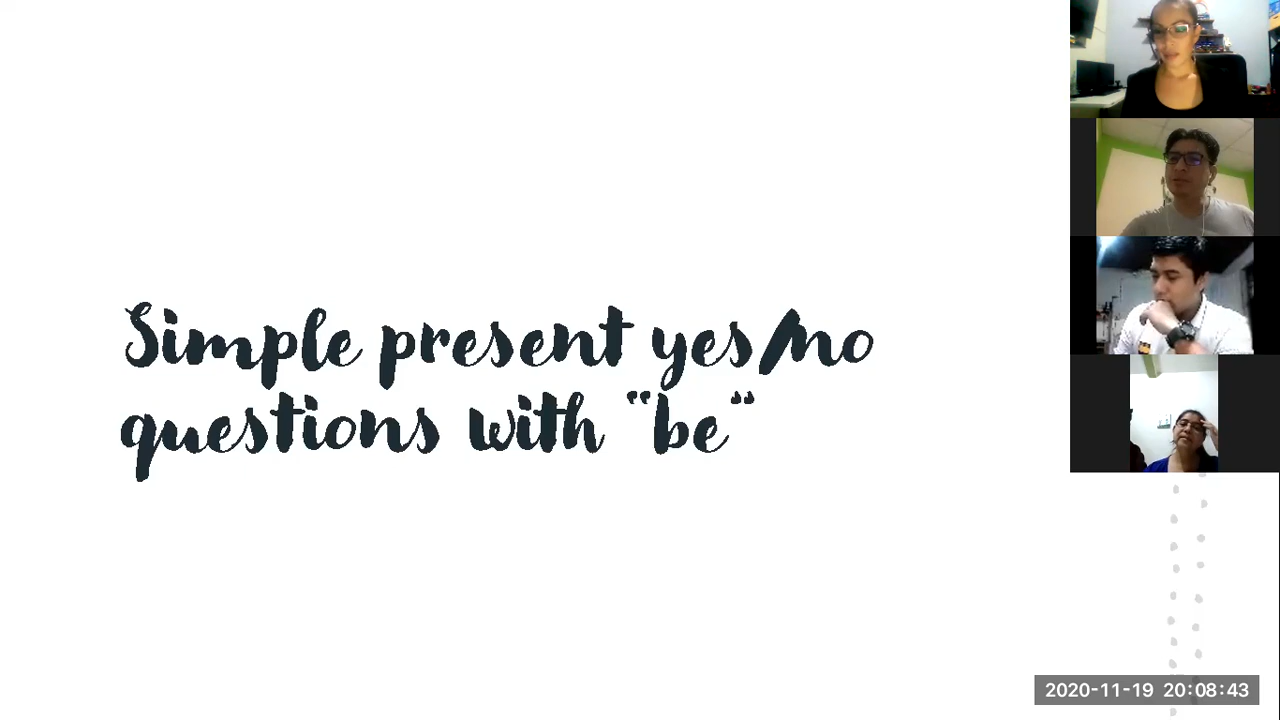 Simple present yes/no
questions with "be"
2020-11-19 20:08:43